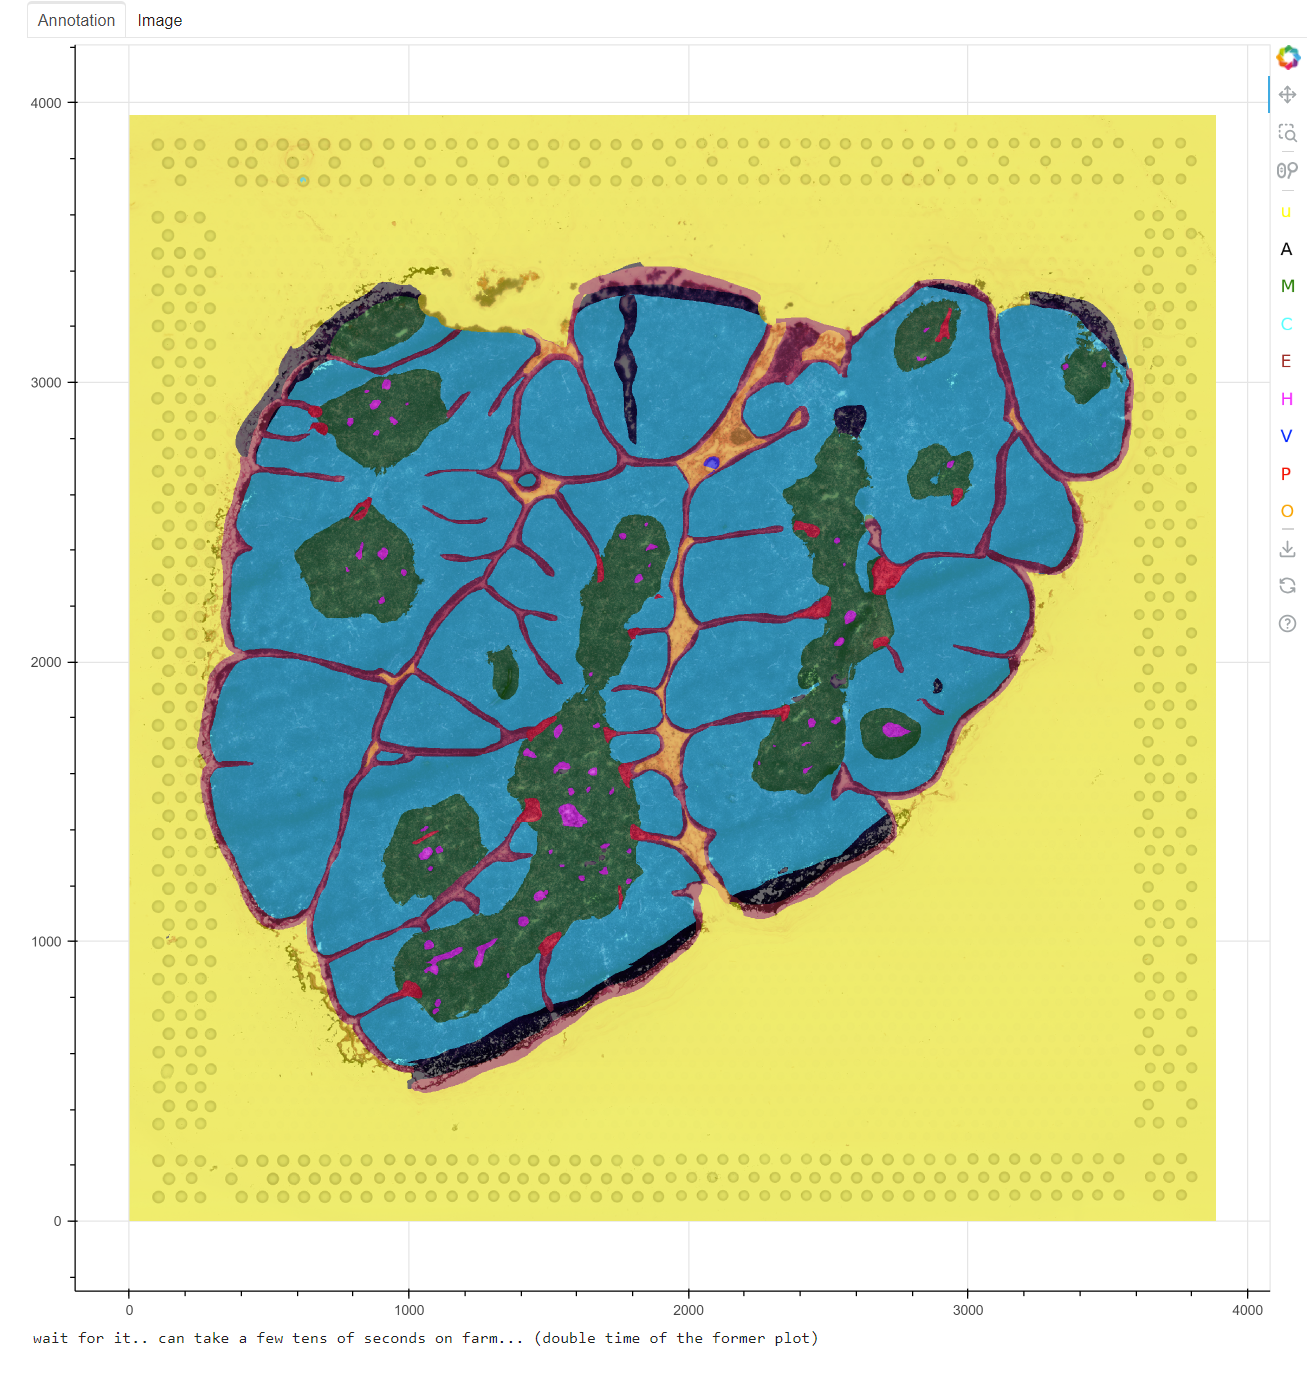 Annotation Image
4000
3000
2000
1000
0
0 1000 2000 3000 4000
u
A
M
C
E
H
V
P
O
wait for it.. can take a few tens of seconds on farm... (double time of the former plot)